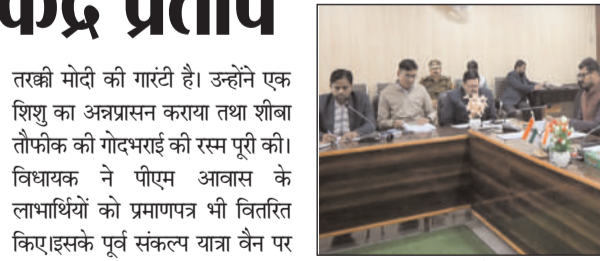 केंद्र प्रताप
तरक्की मोदी की गारंटी है। उन्होंने एक
शिशु का अन्नप्रासन कराया तथा शीबा
तौफीक की गोदभराई की रस्म पूरी की।
विधायक ने पीएम आवास के
लाभार्थियों को प्रमाणपत्र भी वितरित
किए।इसके पूर्व संकल्प यात्रा वैन पर